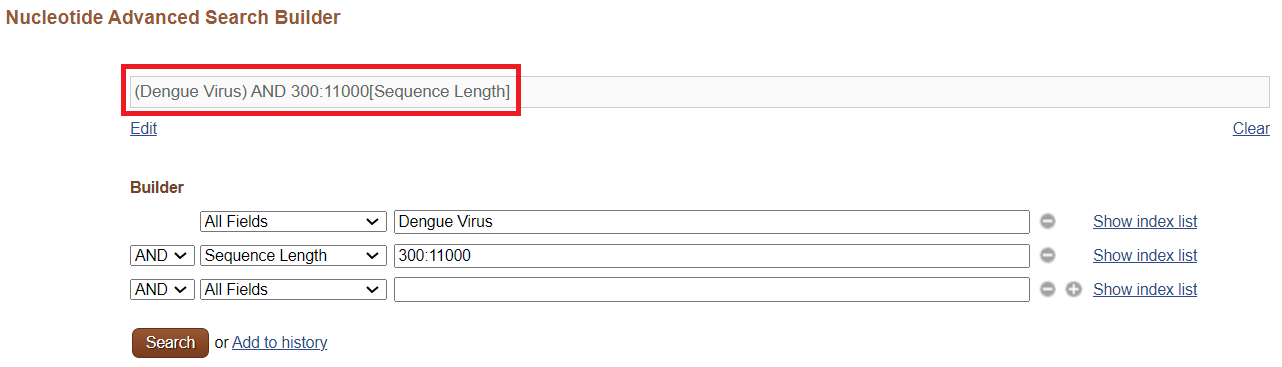 Nucleotide Advanced Search Builder
(Dengue Virus) AND 300:11000[Sequence Length]
Edit Clear
Builder
All Fields Dengue Virus Show index list
AND Sequence Length 300:11000 Show index list
AND All Fields Show index list
Search or Add to history